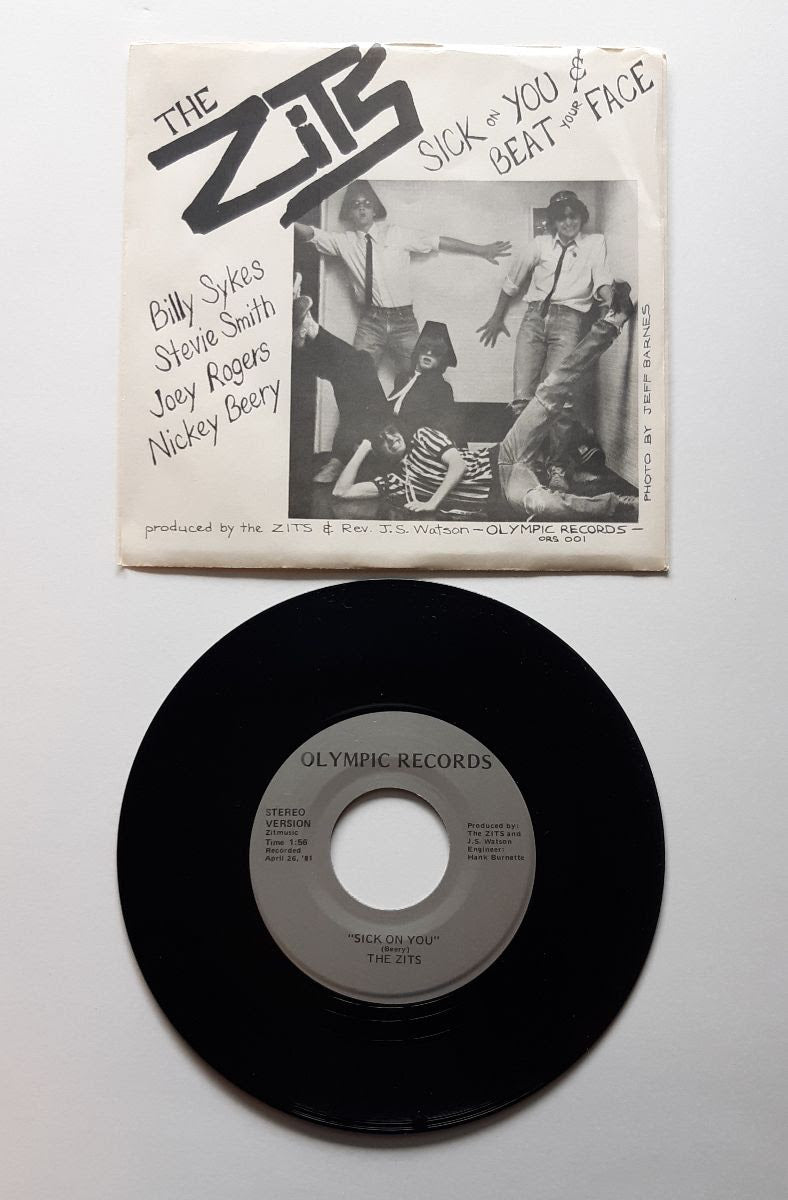 THE
ZiTS
SICK on YOU &
BEAT YOUR FACE
Billy Sykes
Stevie Smith
Joey Rogers
Nickey Beery
PHOTO BY JEFF BARNES
produced by the ZITS & Rev. J.S. Watson - OLYMPIC RECORDS -
ORS 001
OLYMPIC RECORDS
STEREO
VERSION
Zitmusic
Time 1:56
Recorded
April 26, '81
Produced by:
The ZITS and
J.S. Watson
Engineer:
Hank Burnette
"SICK ON YOU"
(Beery)
THE ZITS